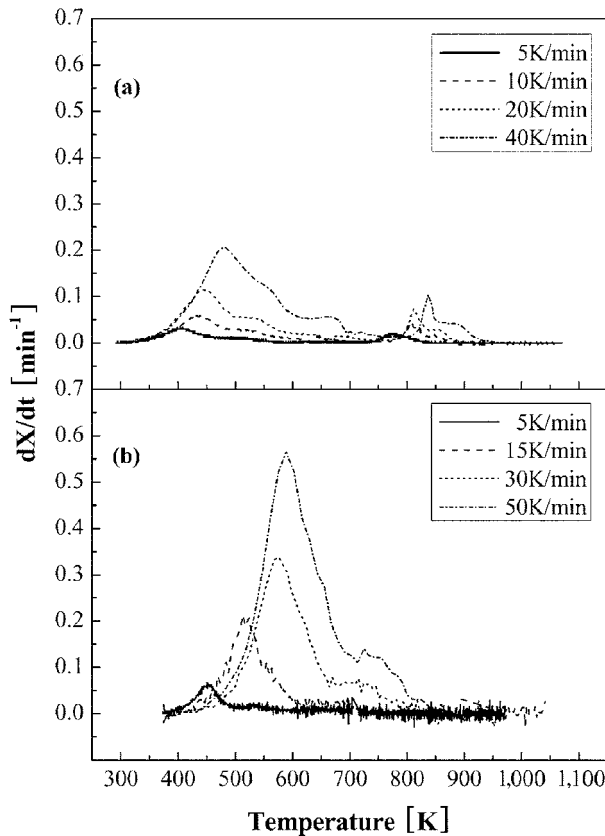 0.7
0.6
0.5
0.4
0.3
0.2
0.1
0.0
(a)
5K/min
10K/min
20K/min
40K/min
dX/dt [min⁻¹]
0.7
0.6
0.5
0.4
0.3
0.2
0.1
0.0
(b)
5K/min
15K/min
30K/min
50K/min
300 400 500 600 700 800 900 1,000 1,100
Temperature [K]